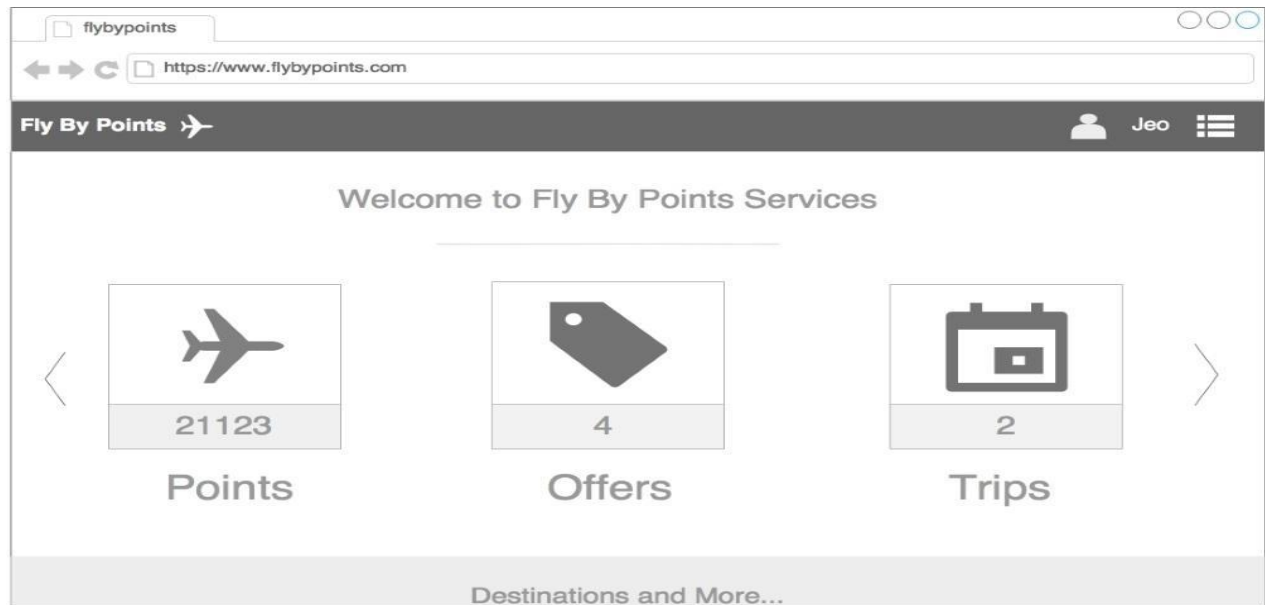 flybypoints
https://www.flybypoints.com
Fly By Points Jeo
Welcome to Fly By Points Services
21123 4 2
Points Offers Trips
Destinations and More...